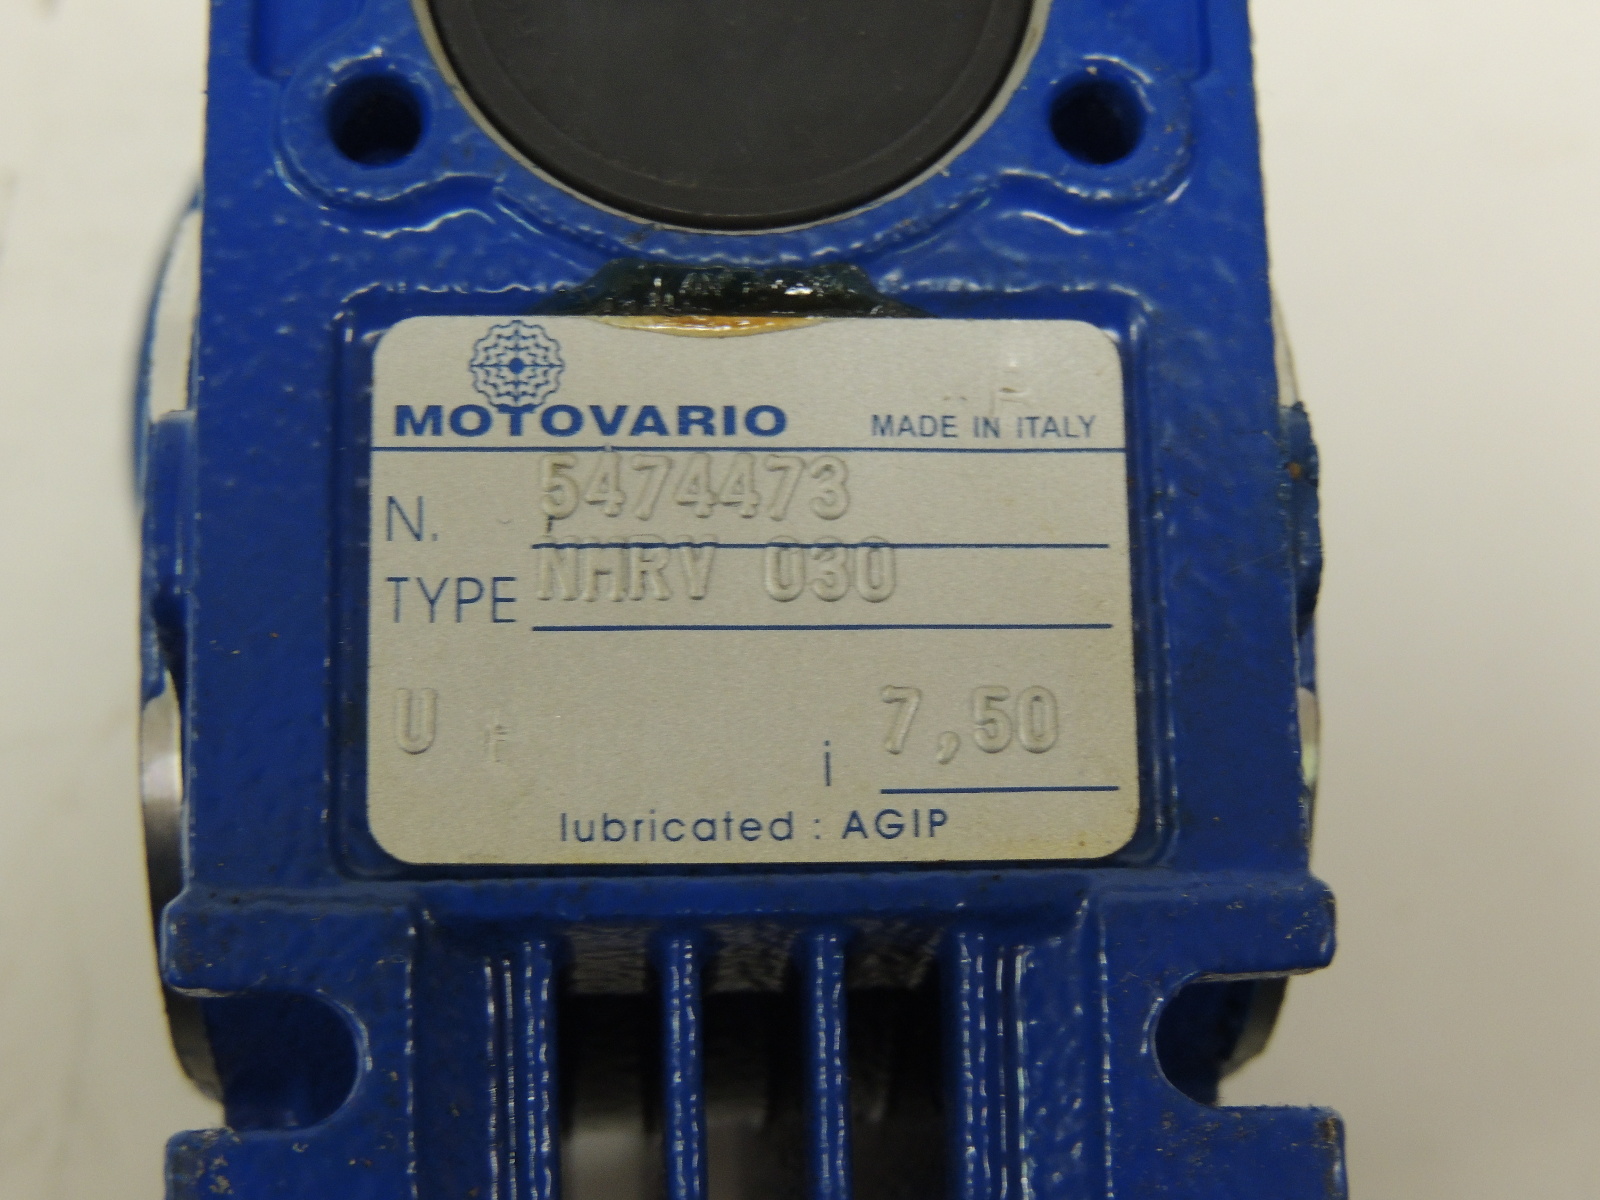 MOTOVARIO MADE IN ITALY
N. 5474473
TYPE NMRV 030
U i 7,50
lubricated : AGIP